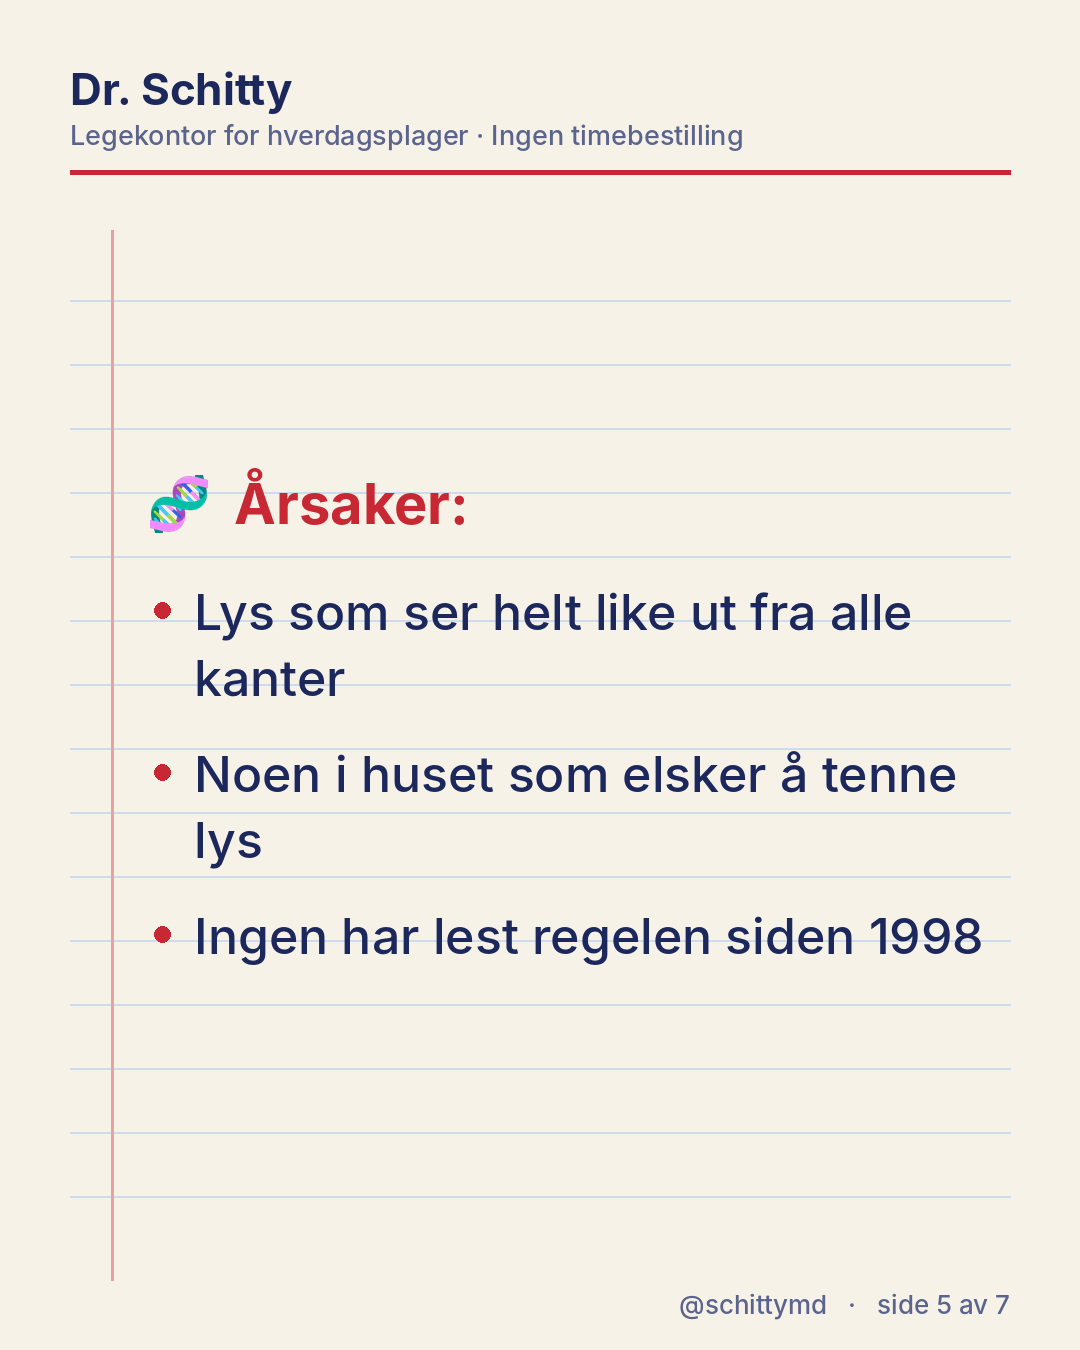 Dr. Schitty
Legekontor for hverdagsplager · Ingen timebestilling
🧬 Årsaker:
• Lys som ser helt like ut fra alle
kanter
• Noen i huset som elsker å tenne
lys
• Ingen har lest regelen siden 1998
@schittymd · side 5 av 7